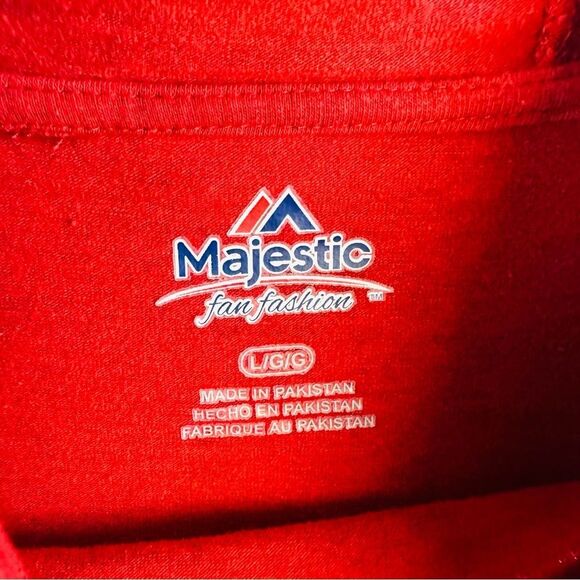 Majestic
fan fashion TM
L/G/G
MADE IN PAKISTAN
HECHO EN PAKISTAN
FABRIQUE AU PAKISTAN